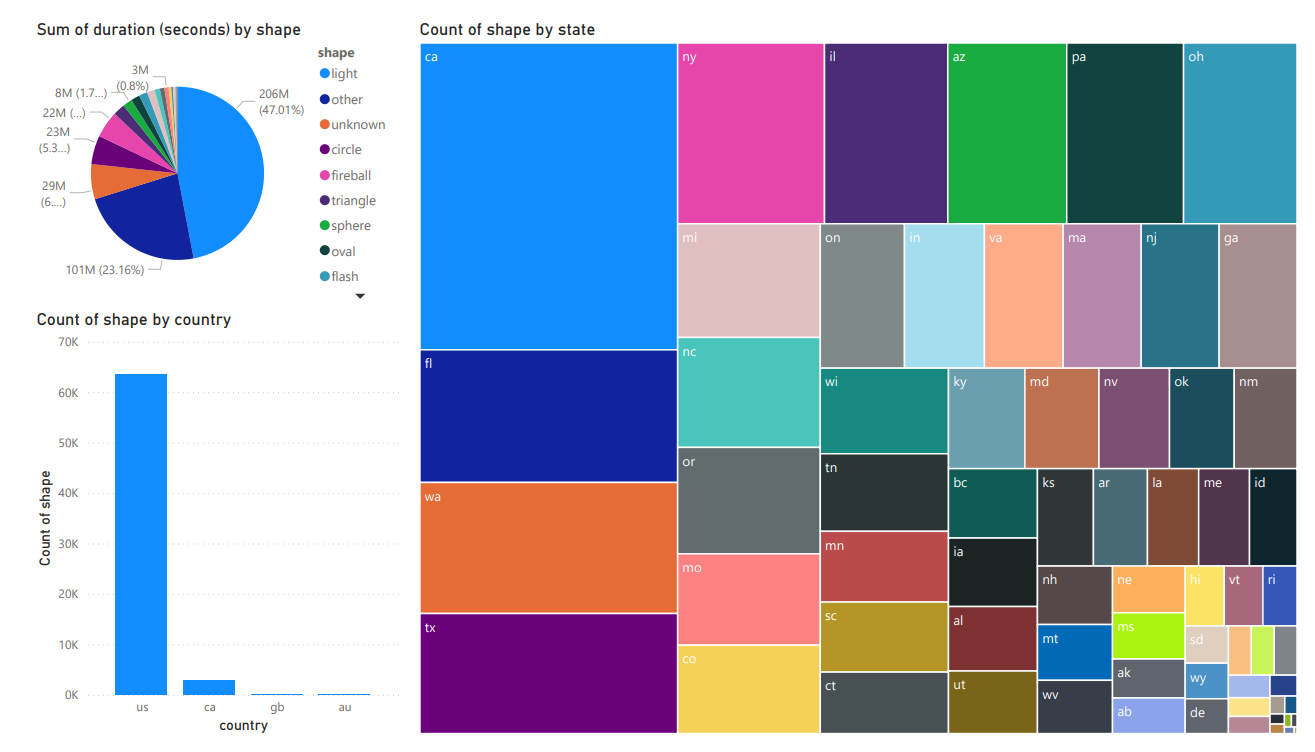 Sum of duration (seconds) by shape
3M
(0.8%)
8M (1.7...)
22M (...)
23M
(5.3...)
29M
(6....)
101M (23.16%)
206M
(47.01%)
shape
light
other
unknown
circle
fireball
triangle
sphere
oval
flash
Count of shape by country
Count of shape
70K
60K
50K
40K
30K
20K
10K
0K
us
ca
gb
au
country
Count of shape by state
ca
fl
wa
tx
ny
il
az
pa
oh
mi
nc
or
mo
co
on
in
va
ma
nj
ga
wi
tn
mn
sc
ct
ky
md
nv
ok
nm
bc
ia
al
ut
ks
ar
la
me
id
nh
mt
wv
ne
ms
ak
ab
hi
vt
ri
sd
wy
de